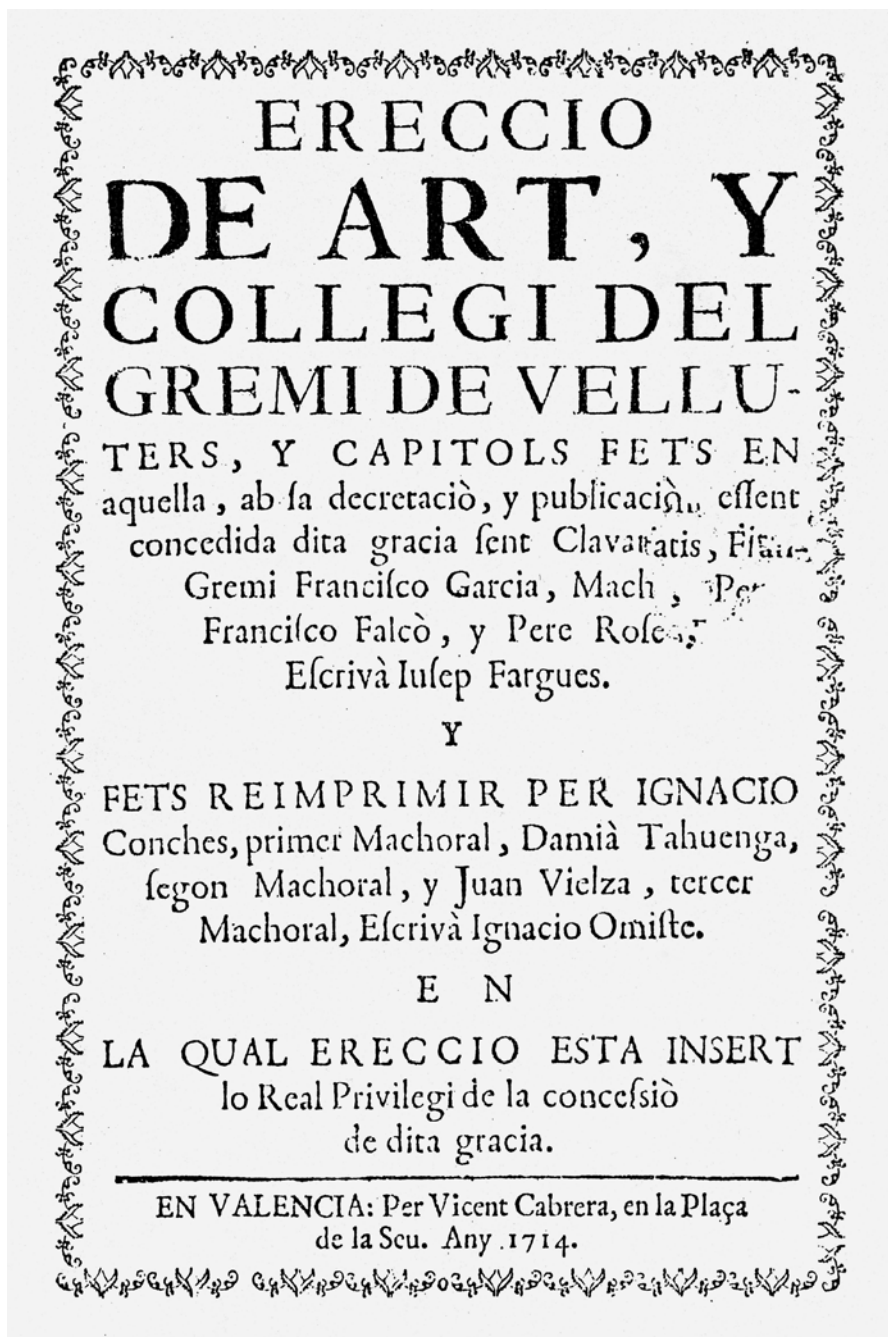 ERECCIO
DE ART, Y
COLLEGI DEL
GREMI DE VELLU-
TERS, Y CAPITOLS FETS EN
aquella, ab ſa decretaciò, y publicaciò, eſſent
concedida dita gracia ſent
Gremi Franciſco Garcia, Mach ,
Franciſco Falcò, y Pere
Eſcrivà Iuſep Fargues.
Y
FETS REIMPRIMIR PER IGNACIO
Conches, primer Machoral, Damià Tahuenga,
ſegon Machoral, y Juan Vielza, tercer
Machoral, Eſcrivà Ignacio Omiſte.
E N
LA QUAL ERECCIO ESTA INSERT
lo Real Privilegi de la conceſsiò
de dita gracia.
EN VALENCIA: Per Vicent Cabrera, en la Plaça
de la Seu. Any .1714.